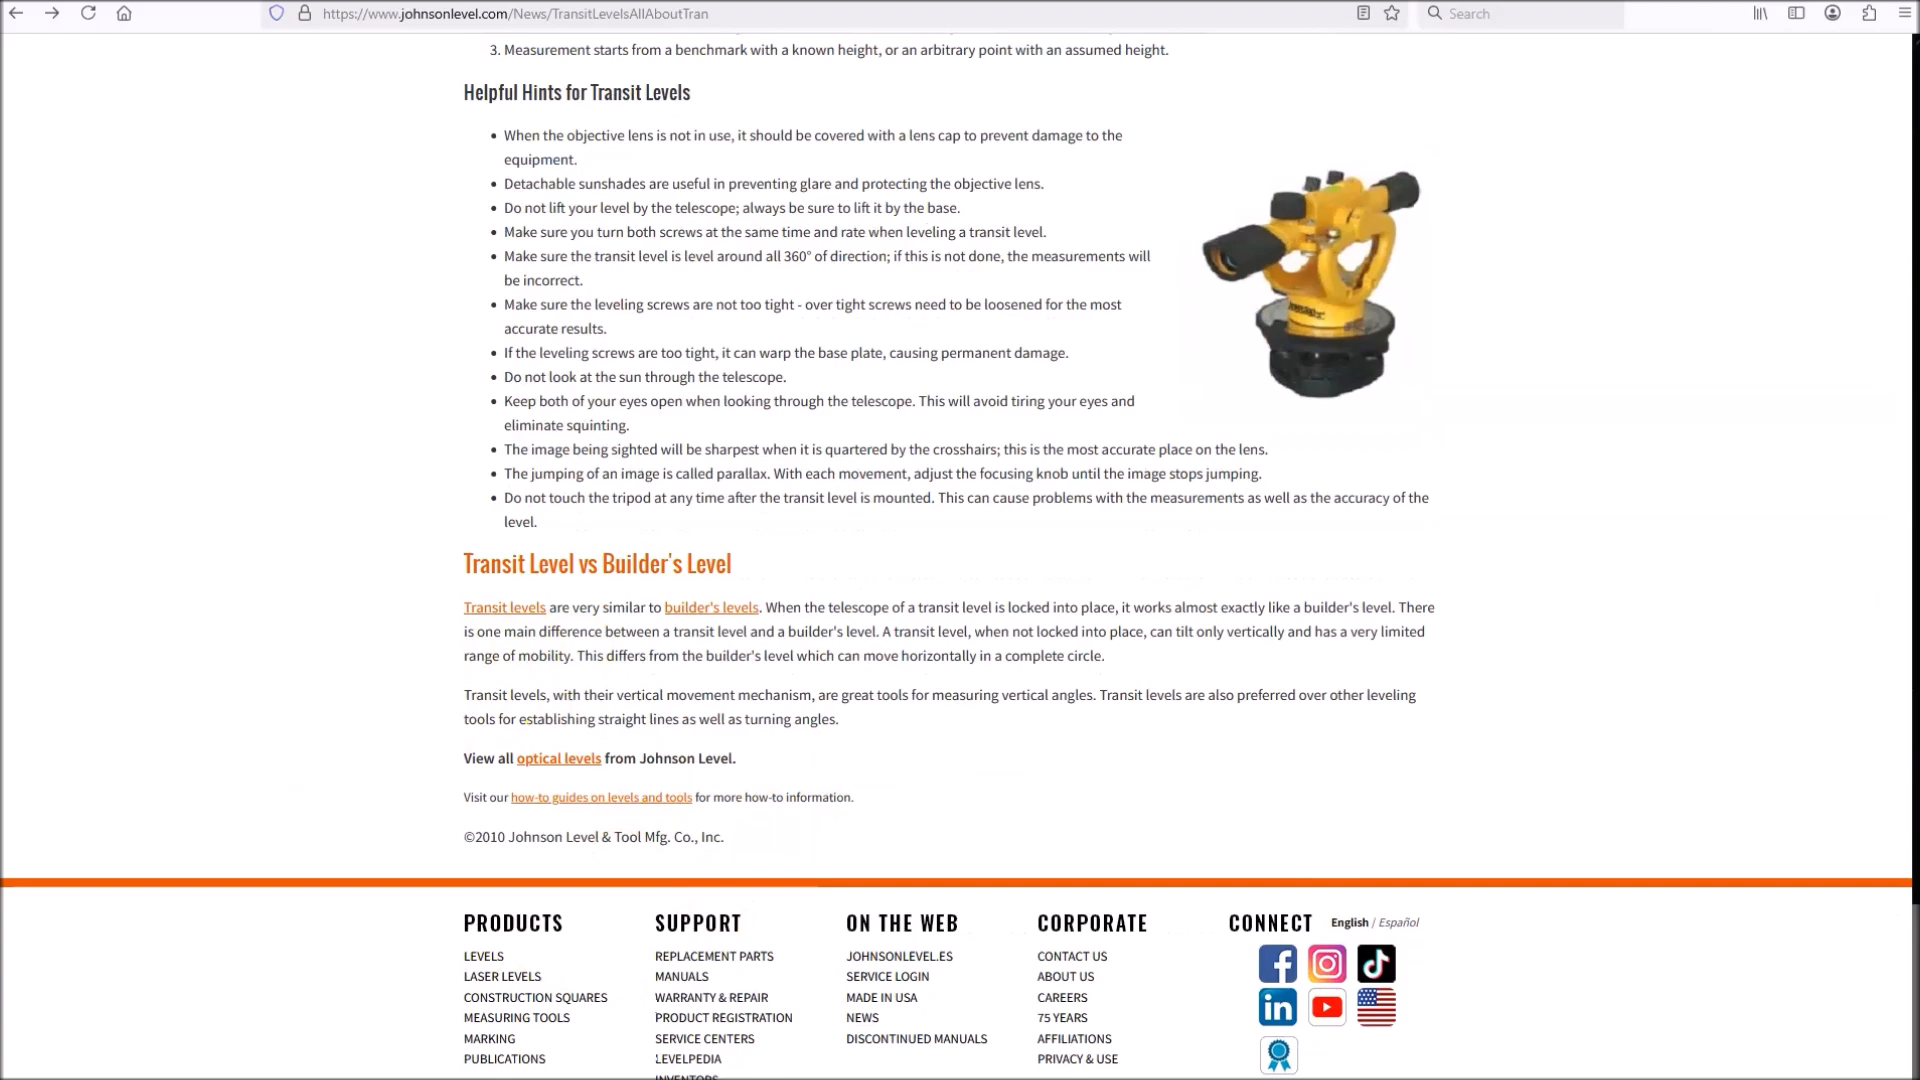 https://www.johnsonlevel.com/News/TransitLevelsAllAboutTran
Search
3. Measurement starts from a benchmark with a known height, or an arbitrary point with an assumed height.
Helpful Hints for Transit Levels
• When the objective lens is not in use, it should be covered with a lens cap to prevent damage to the
equipment.
• Detachable sunshades are useful in preventing glare and protecting the objective lens.
• Do not lift your level by the telescope; always be sure to lift it by the base.
• Make sure you turn both screws at the same time and rate when leveling a transit level.
• Make sure the transit level is level around all 360° of direction; if this is not done, the measurements will
be incorrect.
• Make sure the leveling screws are not too tight - over tight screws need to be loosened for the most
accurate results.
• If the leveling screws are too tight, it can warp the base plate, causing permanent damage.
• Do not look at the sun through the telescope.
• Keep both of your eyes open when looking through the telescope. This will avoid tiring your eyes and
eliminate squinting.
• The image being sighted will be sharpest when it is quartered by the crosshairs; this is the most accurate place on the lens.
• The jumping of an image is called parallax. With each movement, adjust the focusing knob until the image stops jumping.
• Do not touch the tripod at any time after the transit level is mounted. This can cause problems with the measurements as well as the accuracy of the
level.
Transit Level vs Builder's Level
Transit levels are very similar to builder's levels. When the telescope of a transit level is locked into place, it works almost exactly like a builder's level. There
is one main difference between a transit level and a builder's level. A transit level, when not locked into place, can tilt only vertically and has a very limited
range of mobility. This differs from the builder's level which can move horizontally in a complete circle.
Transit levels, with their vertical movement mechanism, are great tools for measuring vertical angles. Transit levels are also preferred over other leveling
tools for establishing straight lines as well as turning angles.
View all optical levels from Johnson Level.
Visit our how-to guides on levels and tools for more how-to information.
©2010 Johnson Level & Tool Mfg. Co., Inc.
PRODUCTS
LEVELS
LASER LEVELS
CONSTRUCTION SQUARES
MEASURING TOOLS
MARKING
PUBLICATIONS
SUPPORT
REPLACEMENT PARTS
MANUALS
WARRANTY & REPAIR
PRODUCT REGISTRATION
SERVICE CENTERS
LEVELPEDIA
INVENTORS
ON THE WEB
JOHNSONLEVEL.ES
SERVICE LOGIN
MADE IN USA
NEWS
DISCONTINUED MANUALS
CORPORATE
CONTACT US
ABOUT US
CAREERS
75 YEARS
AFFILIATIONS
PRIVACY & USE
CONNECT
English / Español